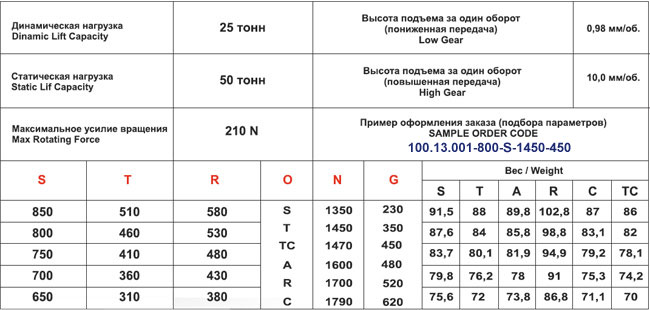 Динамическая нагрузка
Dinamic Lift Capacity
25 тонн
Высота подъема за один оборот
(пониженная передача)
Low Gear
0,98 мм/об.
Статическая нагрузка
Static Lif Capacity
50 тонн
Высота подъема за один оборот
(повышенная передача)
High Gear
10,0 мм/об.
Максимальное усилие вращения
Max Rotating Force
210 N
Пример оформления заказа (подбора параметров)
SAMPLE ORDER CODE
100.13.001-800-S-1450-450
S T R O N G
Вес / Weight
S T A R C TC
850 510 580 S 1350 230 91,5 88 89,8 102,8 87 86
800 460 530 T 1450 350 87,6 84 85,8 98,8 83,1 82
750 410 480 TC 1470 450 83,7 80,1 81,9 94,9 79,2 78,1
700 360 430 A 1600 480 79,8 76,2 78 91 75,3 74,2
R 1700 520
650 310 380 C 1790 620 75,6 72 73,8 86,8 71,1 70